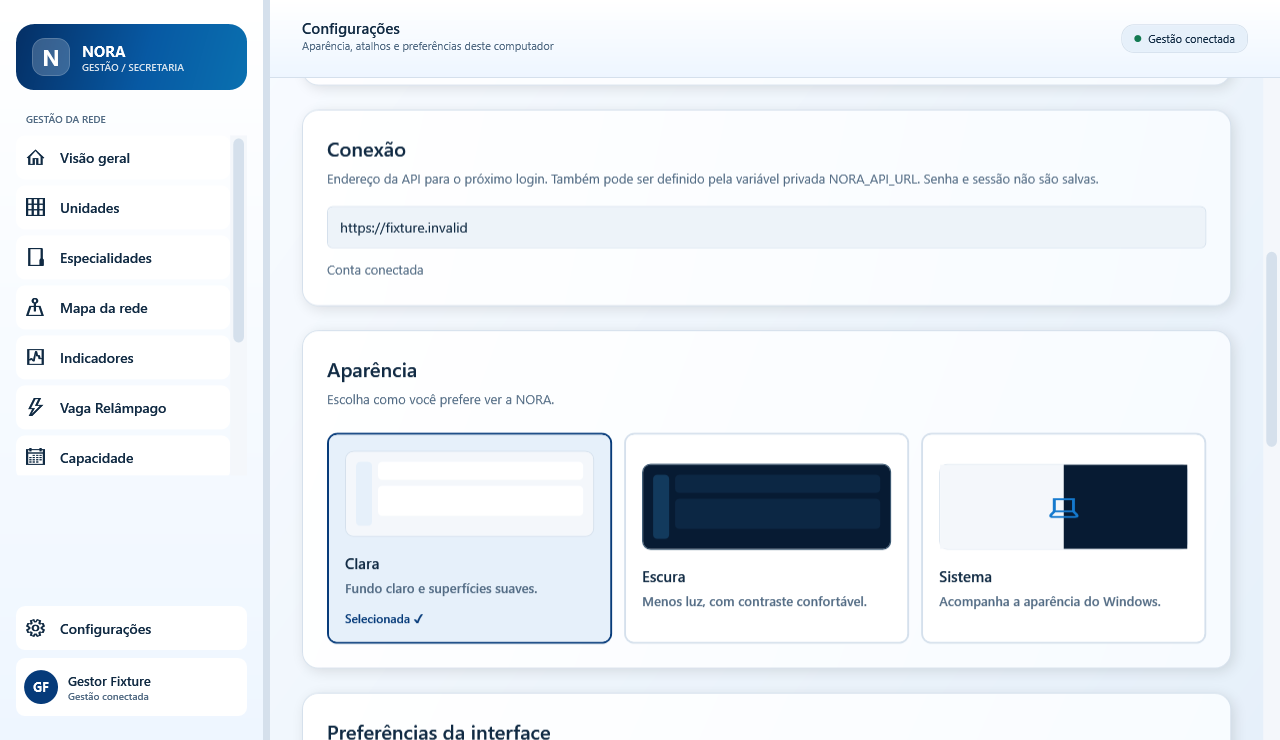 N
NORA
GESTÃO / SECRETARIA
GESTÃO DA REDE
Visão geral
Unidades
Especialidades
Mapa da rede
Indicadores
Vaga Relâmpago
Capacidade
Configurações
GF
Gestor Fixture
Gestão conectada
Configurações
Aparência, atalhos e preferências deste computador
Gestão conectada
Conexão
Endereço da API para o próximo login. Também pode ser definido pela variável privada NORA_API_URL. Senha e sessão não são salvas.
https://fixture.invalid
Conta conectada
Aparência
Escolha como você prefere ver a NORA.
Clara
Fundo claro e superfícies suaves.
Selecionada ✓
Escura
Menos luz, com contraste confortável.
Sistema
Acompanha a aparência do Windows.
Preferências da interface